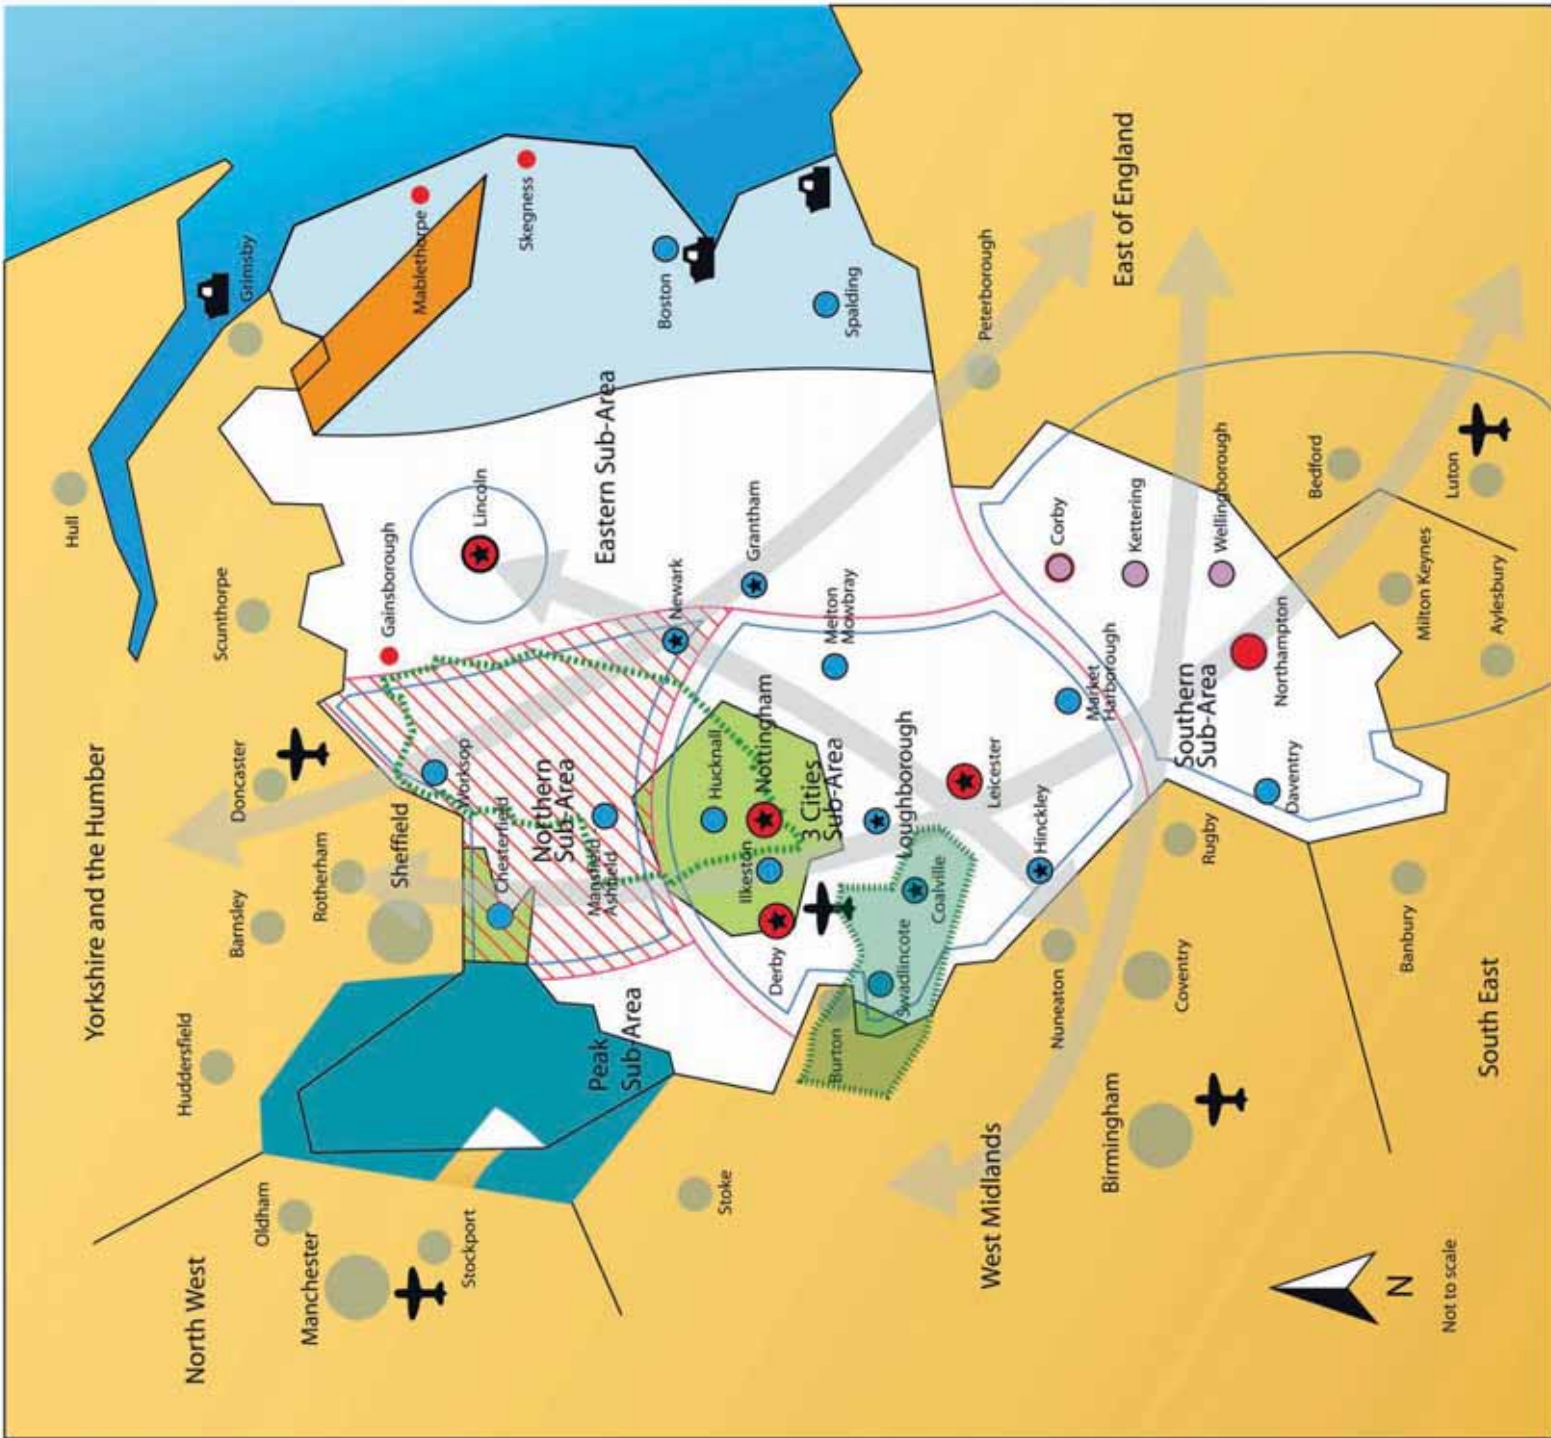 Yorkshire and the Humber
Hull
Scunthorpe
Grimsby
Doncaster
Barnsley
Rotherham
Sheffield
Huddersfield
North West
Oldham
Manchester
Stockport
Gainsborough
Lincoln
Mablethorpe
Skegness
Worksop
Chesterfield
Northern
Sub-Area
Mansfield
Ashfield
Peak
Sub-Area
Eastern Sub-Area
Newark
Boston
Grantham
Spalding
Hucknall
Nottingham
Ilkeston
Derby
3 Cities
Sub-Area
Melton
Mowbray
Loughborough
Coalville
Swadlincote
Burton
Stoke
Leicester
Hinckley
Market
Harborough
Peterborough
East of England
Corby
Kettering
Wellingborough
Northampton
Southern
Sub-Area
Daventry
Rugby
Nuneaton
Coventry
Birmingham
West Midlands
Banbury
South East
Bedford
Luton
Milton Keynes
Aylesbury
N
Not to scale